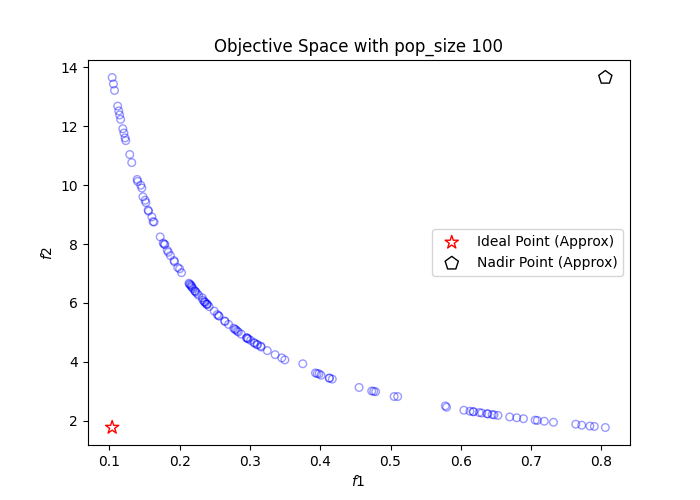 Objective Space with pop_size 100
14
12
10
8
6
4
2
f2
Ideal Point (Approx)
Nadir Point (Approx)
0.1 0.2 0.3 0.4 0.5 0.6 0.7 0.8
f1